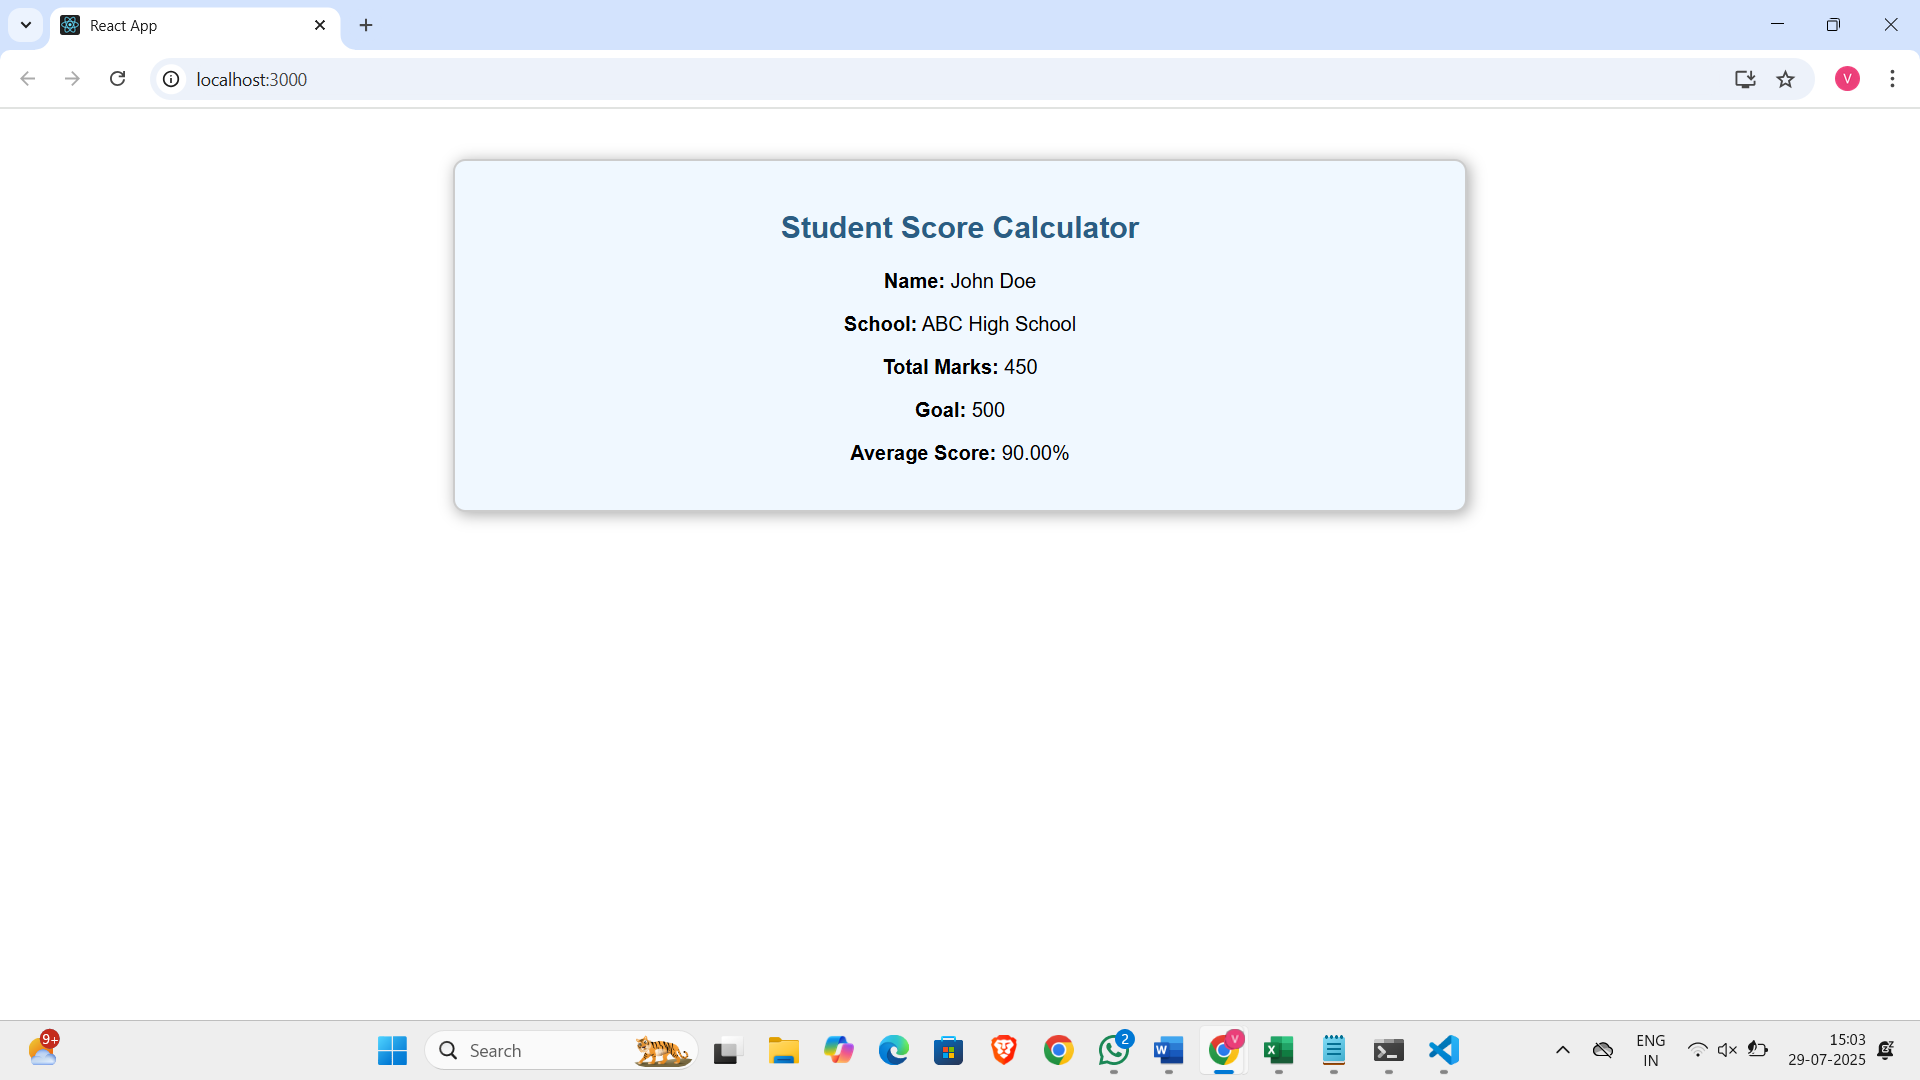 React App
localhost:3000
V
Student Score Calculator
Name: John Doe
School: ABC High School
Total Marks: 450
Goal: 500
Average Score: 90.00%
9+
Search
2
W
V
X
ENG
IN
15:03
29-07-2025